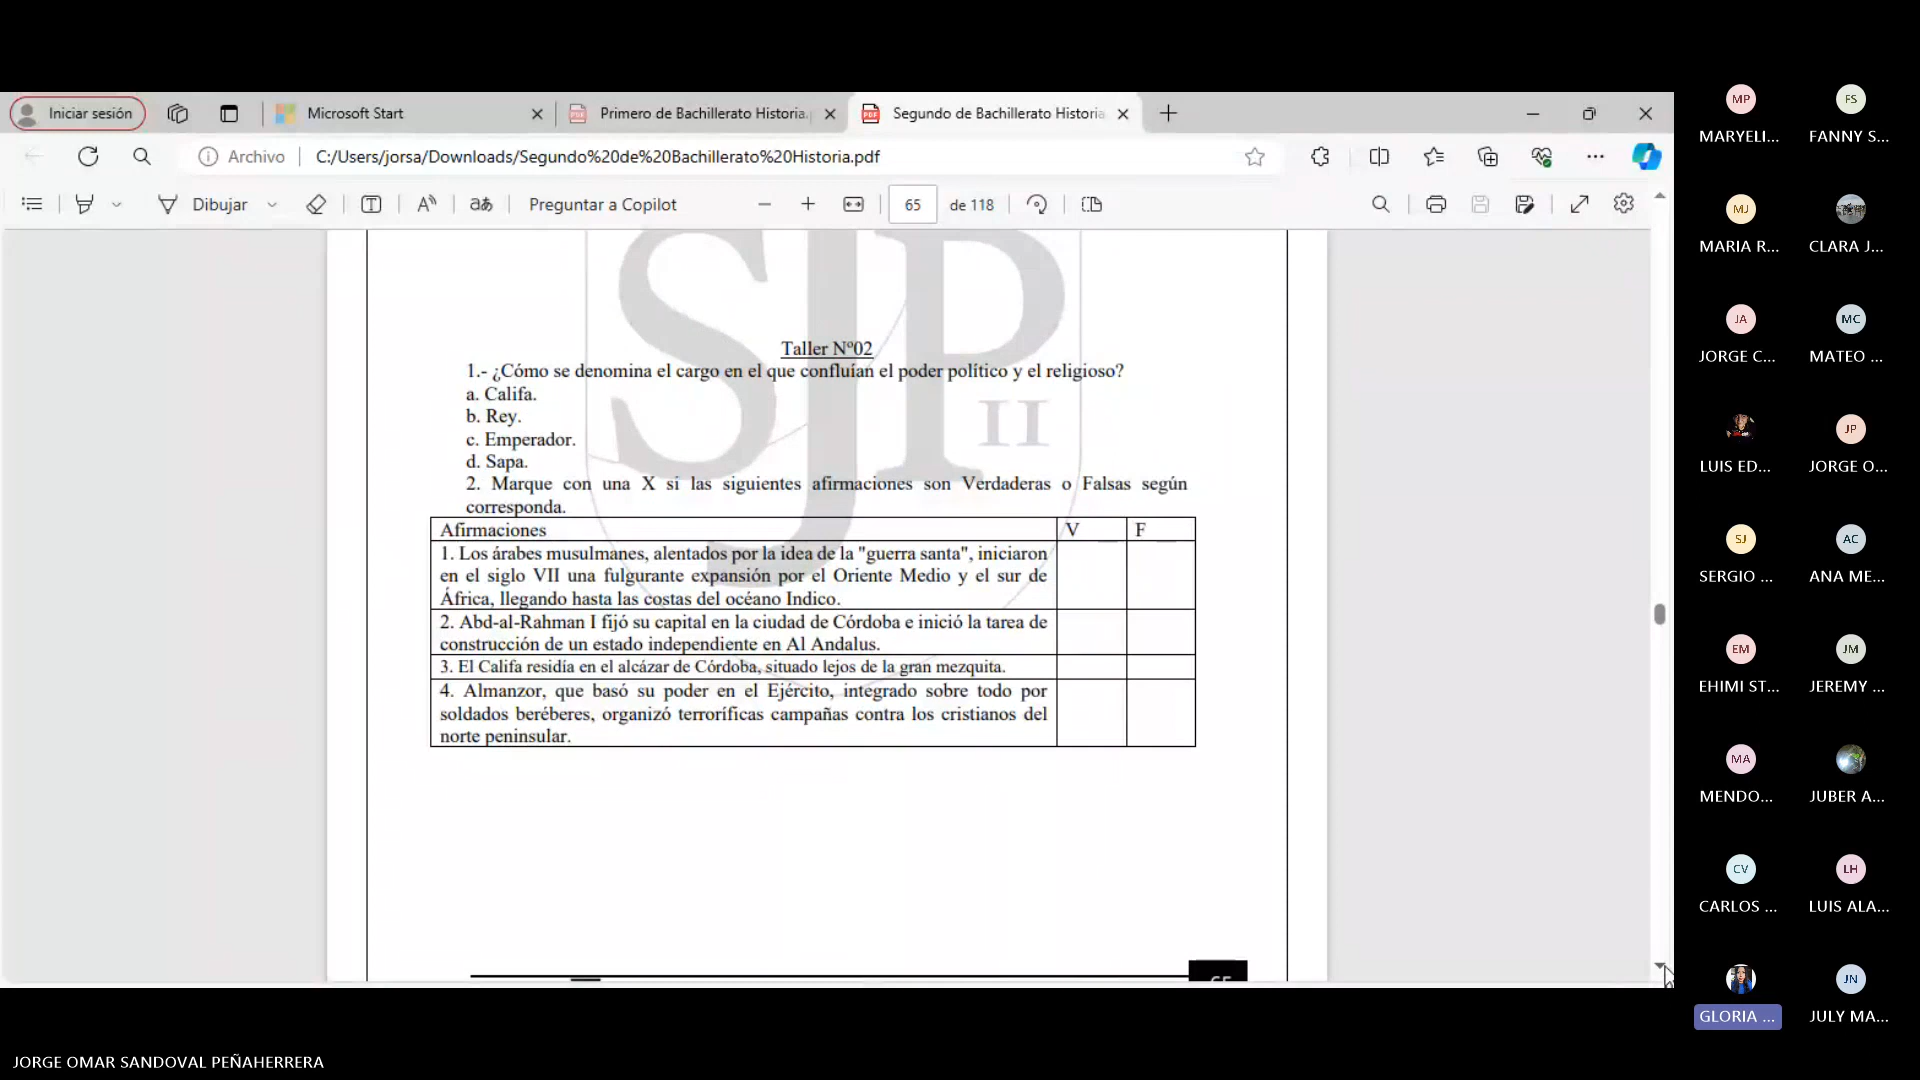 Iniciar sesión
Microsoft Start
Primero de Bachillerato Historia.
Segundo de Bachillerato Historia
Archivo
C:/Users/jorsa/Downloads/Segundo%20de%20Bachillerato%20Historia.pdf
Dibujar
Preguntar a Copilot
65 de 118
SJP
II
Taller Nº02
1.- ¿Cómo se denomina el cargo en el que confluían el poder político y el religioso?
a. Califa.
b. Rey.
c. Emperador.
d. Sapa.
2. Marque con una X si las siguientes afirmaciones son Verdaderas o Falsas según
corresponda.
Afirmaciones V F
1. Los árabes musulmanes, alentados por la idea de la "guerra santa", iniciaron
en el siglo VII una fulgurante expansión por el Oriente Medio y el sur de
África, llegando hasta las costas del océano Indico.
2. Abd-al-Rahman I fijó su capital en la ciudad de Córdoba e inició la tarea de
construcción de un estado independiente en Al Andalus.
3. El Califa residía en el alcázar de Córdoba, situado lejos de la gran mezquita.
4. Almanzor, que basó su poder en el Ejército, integrado sobre todo por
soldados beréberes, organizó terroríficas campañas contra los cristianos del
norte peninsular.
65
MP FS
MARYELI... FANNY S...
MJ
MARIA R... CLARA J...
JA MC
JORGE C... MATEO ...
JP
LUIS ED... JORGE O...
SJ AC
SERGIO ... ANA ME...
EM JM
EHIMI ST... JEREMY ...
MA
MENDO... JUBER A...
CV LH
CARLOS ... LUIS ALA...
JN
GLORIA ... JULY MA...
JORGE OMAR SANDOVAL PEÑAHERRERA